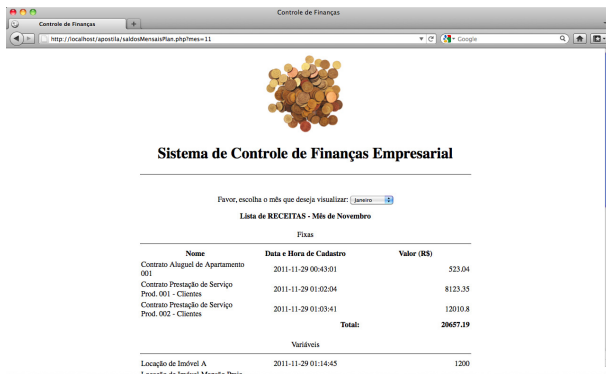 Controle de Finanças
Controle de Finanças
http://localhost/apostila/saldosMensaisPlan.php?mes=11
Google
Sistema de Controle de Finanças Empresarial
Favor, escolha o mês que deseja visualizar: Janeiro
Lista de RECEITAS - Mês de Novembro
Fixas
Nome Data e Hora de Cadastro Valor (R$)
Contrato Aluguel de Apartamento
001 2011-11-29 00:43:01 523.04
Contrato Prestação de Serviço
Prod. 001 - Clientes 2011-11-29 01:02:04 8123.35
Contrato Prestação de Serviço
Prod. 002 - Clientes 2011-11-29 01:03:41 12010.8
Total: 20657.19
Variáveis
Locação de Imóvel A 2011-11-29 01:14:45 1200
Locação de Imóvel